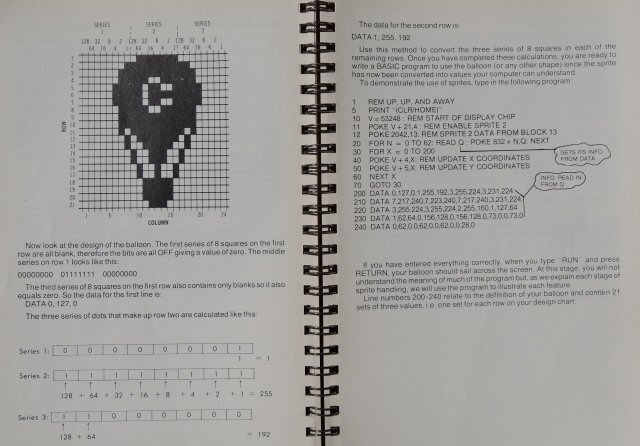 SERIES SERIES SERIES
1 2 3
128 32 8 2 128 32 8 2 128 32 8 2
64 16 4 1 64 16 4 1 64 16 4 1
ROW
1
2
3
4
5
6
7
8
9
10
11
12
13
14
15
16
17
18
19
20
21
1 5 10 15 20 24
COLUMN
Now look at the design of the balloon. The first series of 8 squares on the first
row are all blank, therefore the bits are all OFF giving a value of zero. The middle
series on row 1 looks like this:
00000000 01111111 00000000
The third series of 8 squares on the first row also contains only blanks so it also
equals zero. So the data for the first line is:
DATA 0, 127, 0
The three series of dots that make up row two are calculated like this:
Series 1: 0 0 0 0 0 0 0 1
1 = 1
Series 2: 1 1 1 1 1 1 1 1
128 + 64 + 32 + 16 + 8 + 4 + 2 + 1 = 255
Series 3: 1 1 0 0 0 0 0 0
128 + 64 = 192
The data for the second row is:
DATA 1, 255, 192
Use this method to convert the three series of 8 squares in each of the
remaining rows. Once you have completed these calculations, you are ready to
write a BASIC program to use the balloon (or any other shape) since the sprite
has now been converted into values your computer can understand.
To demonstrate the use of sprites, type in the following program:
1 REM UP, UP, AND AWAY
5 PRINT "(CLR/HOME)"
10 V=53248 : REM START OF DISPLAY CHIP
11 POKE V+21,4 : REM ENABLE SPRITE 2
12 POKE 2042,13: REM SPRITE 2 DATA FROM BLOCK 13
20 FOR N = 0 TO 62: READ Q : POKE 832+N,Q: NEXT
30 FOR X = 0 TO 200
40 POKE V+4,X: REM UPDATE X COORDINATES
50 POKE V+5,X: REM UPDATE Y COORDINATES
60 NEXT X
70 GOTO 30
GETS ITS INFO
FROM DATA
INFO. READ IN
FROM Q
200 DATA 0,127,0,1,255,192,3,255,224,3,231,224
210 DATA 7,217,240,7,223,240,7,217,240,3,231,224
220 DATA 3,255,224,3,255,224,2,255,160,1,127,64
230 DATA 1,62,64,0,156,128,0,156,128,0,73,0,0,73,0
240 DATA 0,62,0,0,62,0,0,62,0,0,28,0
If you have entered everything correctly, when you type RUN and press
RETURN, your balloon should sail across the screen. At this stage, you will not
understand the meaning of much of the program but, as we explain each stage of
sprite handling, we will use the program to illustrate each feature.
Line numbers 200-240 relate to the definition of your balloon and contain 21
sets of three values, i.e. one set for each row on your design chart.